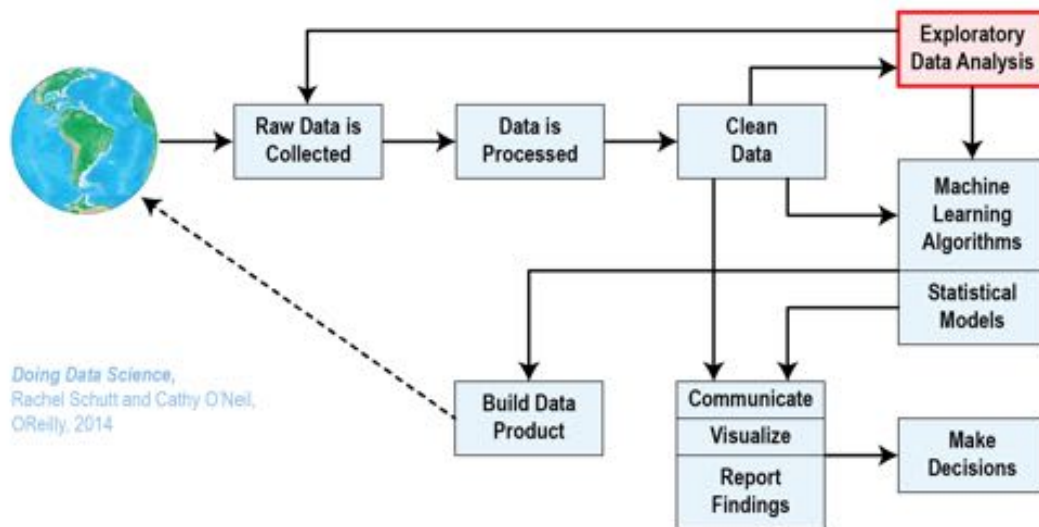 Exploratory
Data Analysis
Raw Data is
Collected
Data is
Processed
Clean
Data
Machine
Learning
Algorithms
Statistical
Models
Doing Data Science,
Rachel Schutt and Cathy O'Neil,
OReilly, 2014
Build Data
Product
Communicate
Visualize
Report
Findings
Make
Decisions